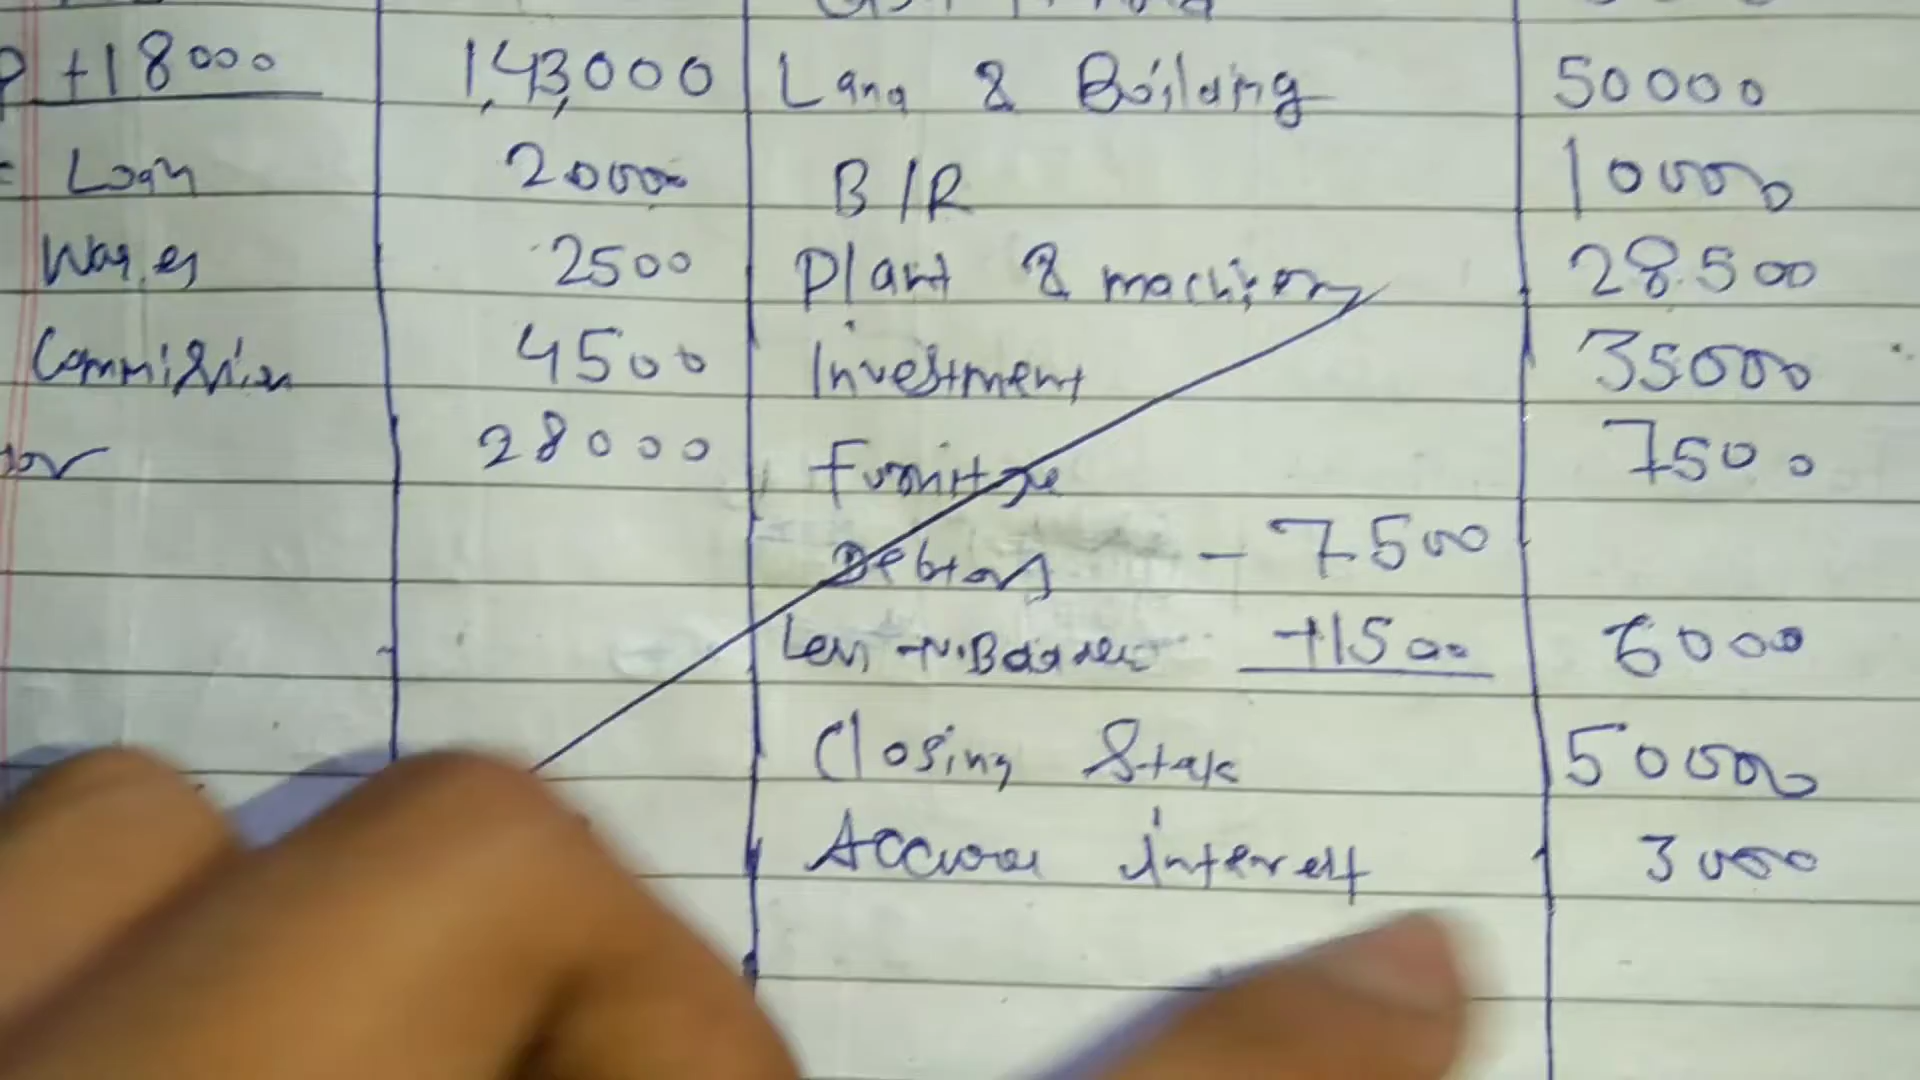 +18000 1,43,000 Land & Building 50000
Loan 20000 B/R 10000
Wages 2500 Plant & machinery 28500
Commission 4500 Investment 35000
28000 Furniture 7500
Debtors - 7500
Less +1500 6000
Closing Stock 50000
Accrued interest 3000